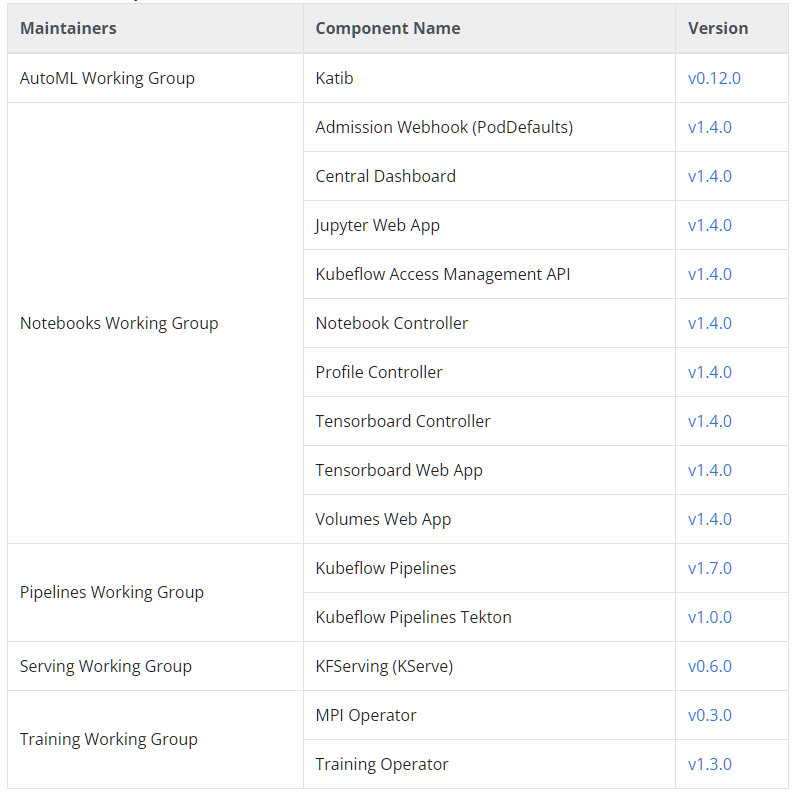 Maintainers Component Name Version
AutoML Working Group Katib v0.12.0
Notebooks Working Group Admission Webhook (PodDefaults) v1.4.0
Central Dashboard v1.4.0
Jupyter Web App v1.4.0
Kubeflow Access Management API v1.4.0
Notebook Controller v1.4.0
Profile Controller v1.4.0
Tensorboard Controller v1.4.0
Tensorboard Web App v1.4.0
Volumes Web App v1.4.0
Pipelines Working Group Kubeflow Pipelines v1.7.0
Kubeflow Pipelines Tekton v1.0.0
Serving Working Group KFServing (KServe) v0.6.0
Training Working Group MPI Operator v0.3.0
Training Operator v1.3.0